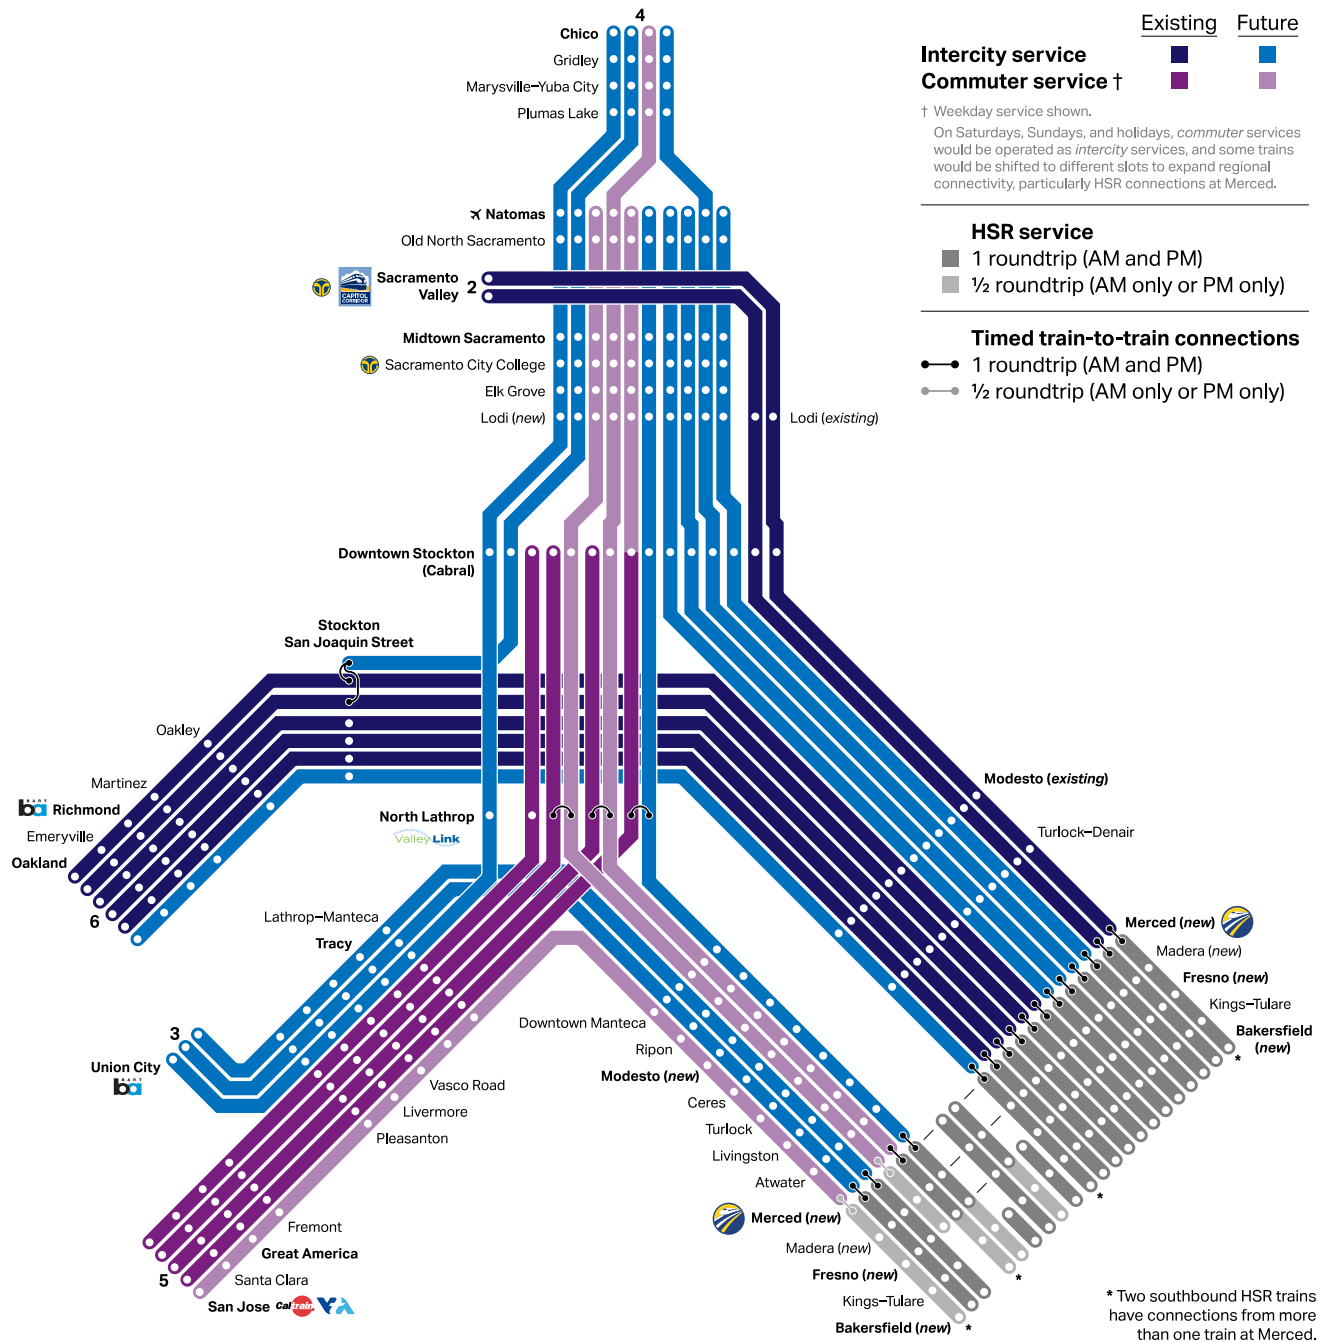 4
Chico
Gridley
Marysville–Yuba City
Plumas Lake
Existing Future
Intercity service
Commuter service †
† Weekday service shown.
On Saturdays, Sundays, and holidays, commuter services
would be operated as intercity services, and some trains
would be shifted to different slots to expand regional
connectivity, particularly HSR connections at Merced.
HSR service
1 roundtrip (AM and PM)
½ roundtrip (AM only or PM only)
Timed train-to-train connections
1 roundtrip (AM and PM)
½ roundtrip (AM only or PM only)
Natomas
Old North Sacramento
CAPITOL
CORRIDOR
Sacramento
Valley
2
Midtown Sacramento
Sacramento City College
Elk Grove
Lodi (new)
Lodi (existing)
Downtown Stockton
(Cabral)
Stockton
San Joaquin Street
Oakley
Martinez
BART
ba
Richmond
Emeryville
Oakland
6
North Lathrop
Valley Link
Modesto (existing)
Turlock–Denair
Merced (new)
Madera (new)
Fresno (new)
Kings–Tulare
Bakersfield
(new)
*
Lathrop–Manteca
Tracy
3
Union City
BART
ba
Vasco Road
Livermore
Pleasanton
Fremont
Great America
5
Santa Clara
San Jose
Caltrain
VTA
Downtown Manteca
Ripon
Modesto (new)
Ceres
Turlock
Livingston
Atwater
Merced (new)
Madera (new)
Fresno (new)
Kings–Tulare
Bakersfield (new) *
*
*
* Two southbound HSR trains
have connections from more
than one train at Merced.